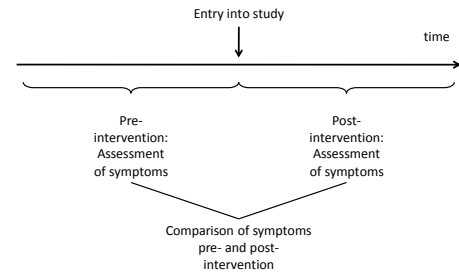 Entry into study
time
Pre-
intervention:
Assessment
of symptoms
Post-
intervention:
Assessment
of symptoms
Comparison of symptoms
pre- and post-
intervention